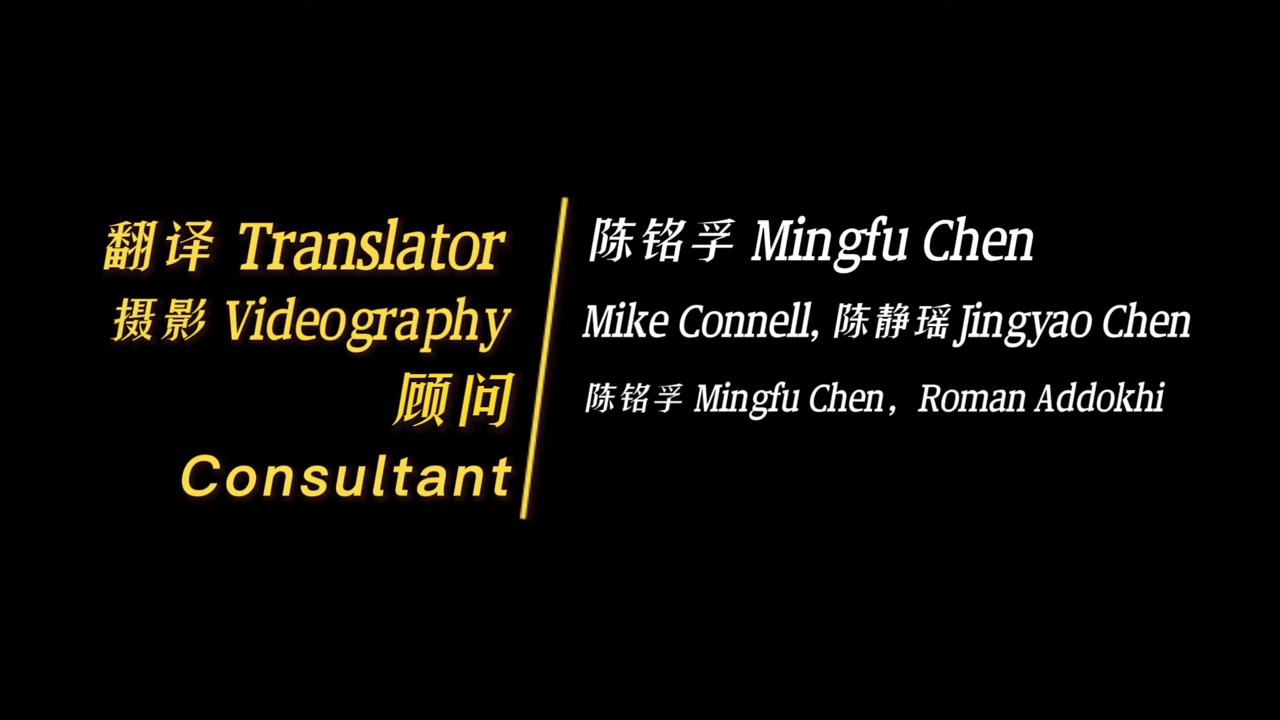 翻译 Translator
陈铭孚 Mingfu Chen
摄影 Videography
Mike Connell, 陈静瑶 Jingyao Chen
顾问
Consultant
陈铭孚 Mingfu Chen，Roman Addokhi